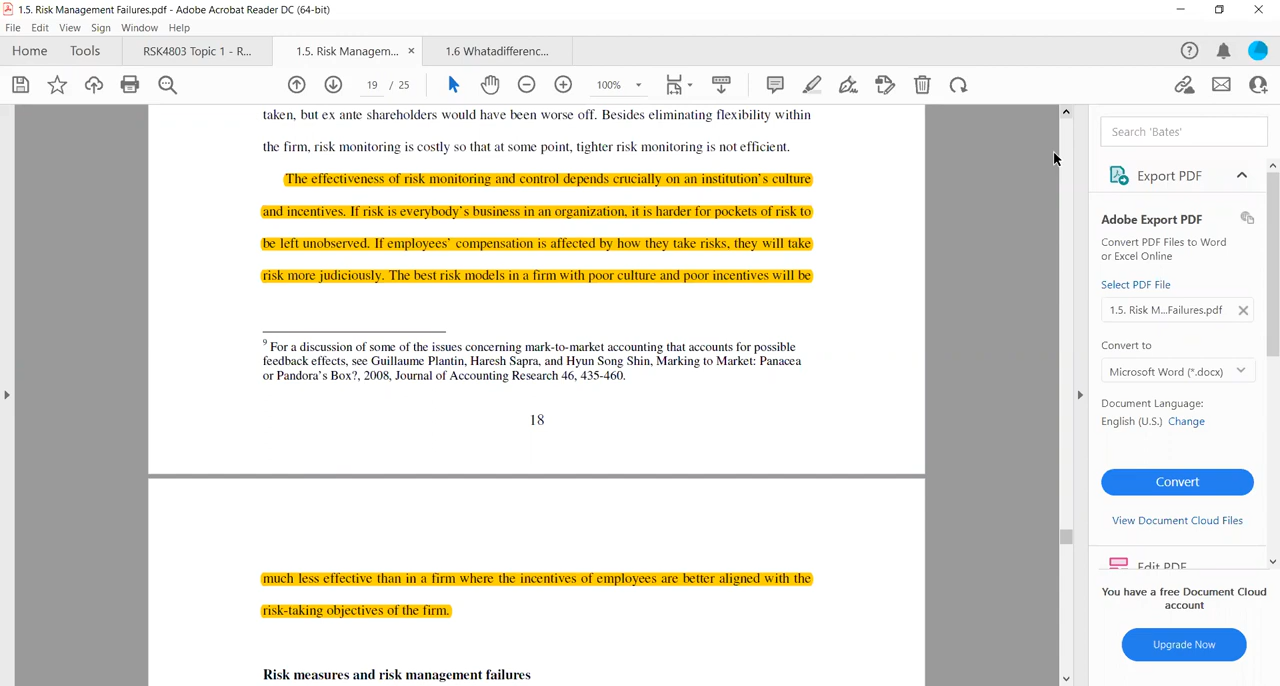 1.5. Risk Management Failures.pdf - Adobe Acrobat Reader DC (64-bit)
File Edit View Sign Window Help
Home Tools RSK4803 Topic 1 - R... 1.5. Risk Managem... × 1.6 Whatadifferenc...
19 / 25 100%
taken, but ex ante shareholders would have been worse off. Besides eliminating flexibility within
the firm, risk monitoring is costly so that at some point, tighter risk monitoring is not efficient.
The effectiveness of risk monitoring and control depends crucially on an institution's culture
and incentives. If risk is everybody's business in an organization, it is harder for pockets of risk to
be left unobserved. If employees' compensation is affected by how they take risks, they will take
risk more judiciously. The best risk models in a firm with poor culture and poor incentives will be
9 For a discussion of some of the issues concerning mark-to-market accounting that accounts for possible
feedback effects, see Guillaume Plantin, Haresh Sapra, and Hyun Song Shin, Marking to Market: Panacea
or Pandora's Box?, 2008, Journal of Accounting Research 46, 435-460.
18
much less effective than in a firm where the incentives of employees are better aligned with the
risk-taking objectives of the firm.
Risk measures and risk management failures
Search 'Bates'
Export PDF
Adobe Export PDF
Convert PDF Files to Word
or Excel Online
Select PDF File
1.5. Risk M...Failures.pdf
Convert to
Microsoft Word (*.docx)
Document Language:
English (U.S.) Change
Convert
View Document Cloud Files
Edit PDF
You have a free Document Cloud
account
Upgrade Now